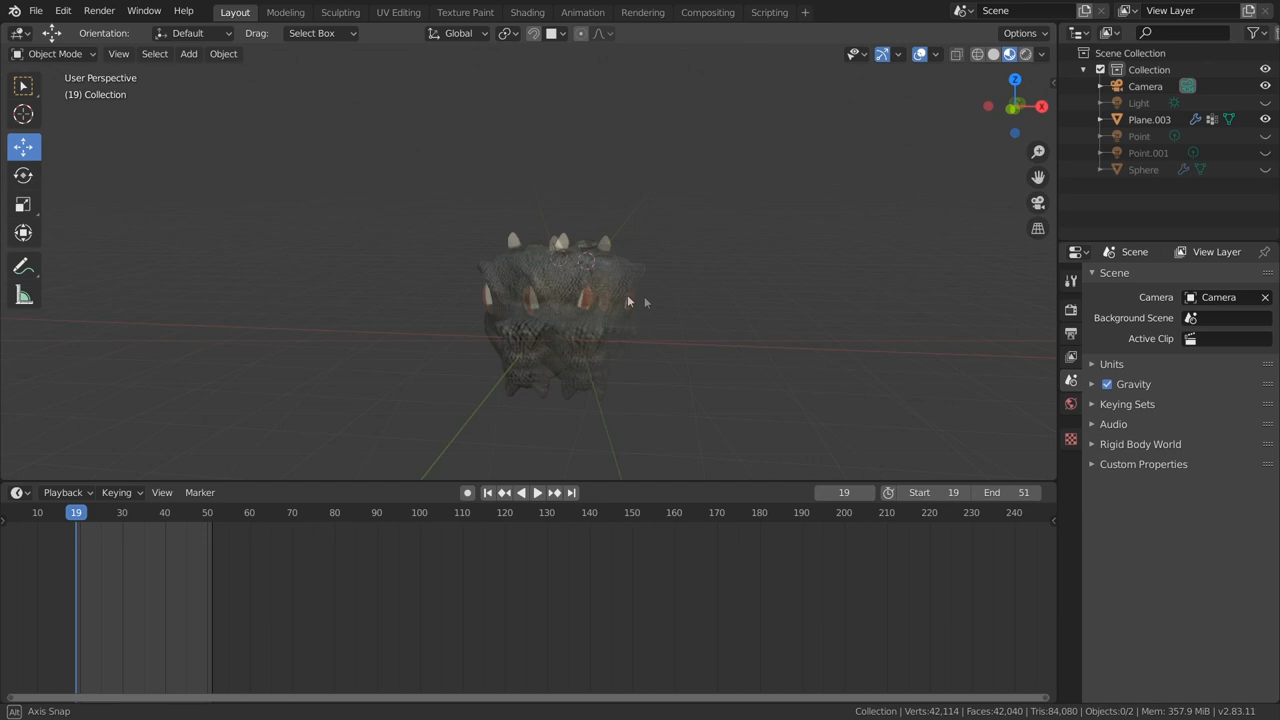 File Edit Render Window Help Layout Modeling Sculpting UV Editing Texture Paint Shading Animation Rendering Compositing Scripting + Scene View Layer
Orientation: Default Drag: Select Box Global Options
Object Mode View Select Add Object
User Perspective
(19) Collection
Z
X
Scene Collection
Collection
Camera
Light
Plane.003
Point
Point.001
Sphere
Scene View Layer
Scene
Camera Camera
Background Scene
Active Clip
Units
Gravity
Keying Sets
Audio
Rigid Body World
Custom Properties
Playback Keying View Marker 19 Start 19 End 51
10 19 30 40 50 60 70 80 90 100 110 120 130 140 150 160 170 180 190 200 210 220 230 240
Alt Axis Snap
Collection | Verts:42,114 | Faces:42,040 | Tris:84,080 | Objects:0/2 | Mem: 357.9 MiB | v2.83.11